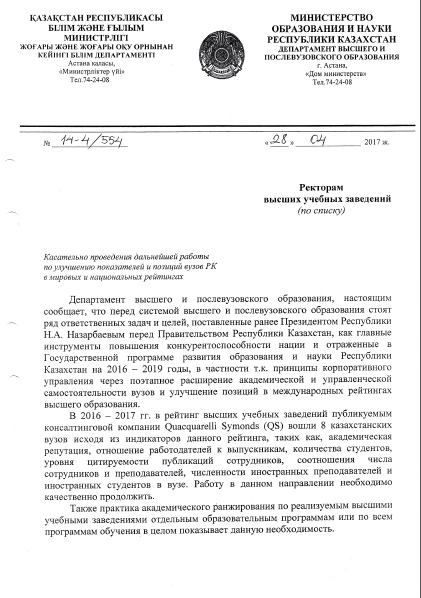 ҚАЗАҚСТАН РЕСПУБЛИКАСЫ
БІЛІМ ЖӘНЕ ҒЫЛЫМ
МИНИСТРЛІГІ
ЖОҒАРЫ ЖӘНЕ ЖОҒАРЫ ОҚУ ОРНЫНАН
КЕЙІНГІ БІЛІМ ДЕПАРТАМЕНТІ
Астана каласы,
«Министрліктер үйі»
Тел.74-24-08
МИНИСТЕРСТВО
ОБРАЗОВАНИЯ И НАУКИ
РЕСПУБЛИКИ КАЗАХСТАН
ДЕПАРТАМЕНТ ВЫСШЕГО И
ПОСЛЕВУЗОВСКОГО ОБРАЗОВАНИЯ
г. Астана,
«Дом министерств»
Тел.74-24-08
№ 14-4/554 «28» 04 2017 ж.
Ректорам
высших учебных заведений
(по списку)
Касательно проведения дальнейшей работы
по улучшению показателей и позиций вузов РК
в мировых и национальных рейтингах
Департамент высшего и послевузовского образования, настоящим
сообщает, что перед системой высшего и послевузовского образования стоят
ряд ответственных задач и целей, поставленные ранее Президентом Республики
Н.А. Назарбаевым перед Правительством Республики Казахстан, как главные
инструменты повышения конкурентоспособности нации и отраженные в
Государственной программе развития образования и науки Республики
Казахстан на 2016 – 2019 годы, в частности т.к. принципы корпоративного
управления через поэтапное расширение академической и управленческой
самостоятельности вузов и улучшение позиций в международных рейтингах
высшего образования.
В 2016 – 2017 гг. в рейтинг высших учебных заведений публикуемым
консалтинговой компании Quacquarelli Symonds (QS) вошли 8 казахстанских
вузов исходя из индикаторов данного рейтинга, таких как, академическая
репутация, отношение работодателей к выпускникам, количества студентов,
уровня цитируемости публикаций сотрудников, соотношения числа
сотрудников и преподавателей, численности иностранных преподавателей и
иностранных студентов в вузе. Работу в данном направлении необходимо
качественно продолжить.
Также практика академического ранжирования по реализуемым высшими
учебными заведениями отдельным образовательным программам или по всем
программам обучения в целом показывает данную необходимость.